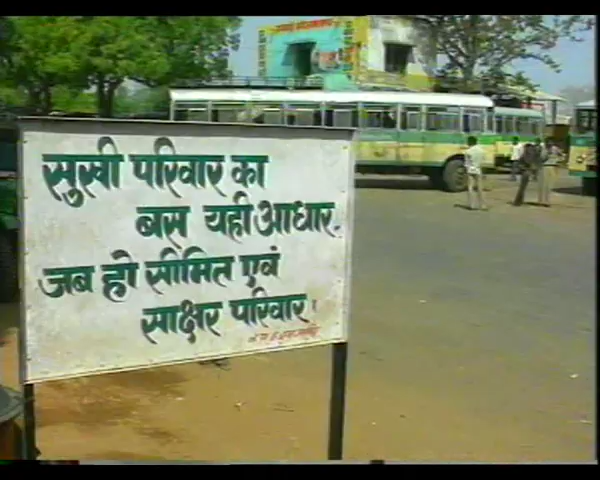 सुखी परिवार का
बस यही आधार.
जब हो सीमित एवं
साक्षर परिवार!